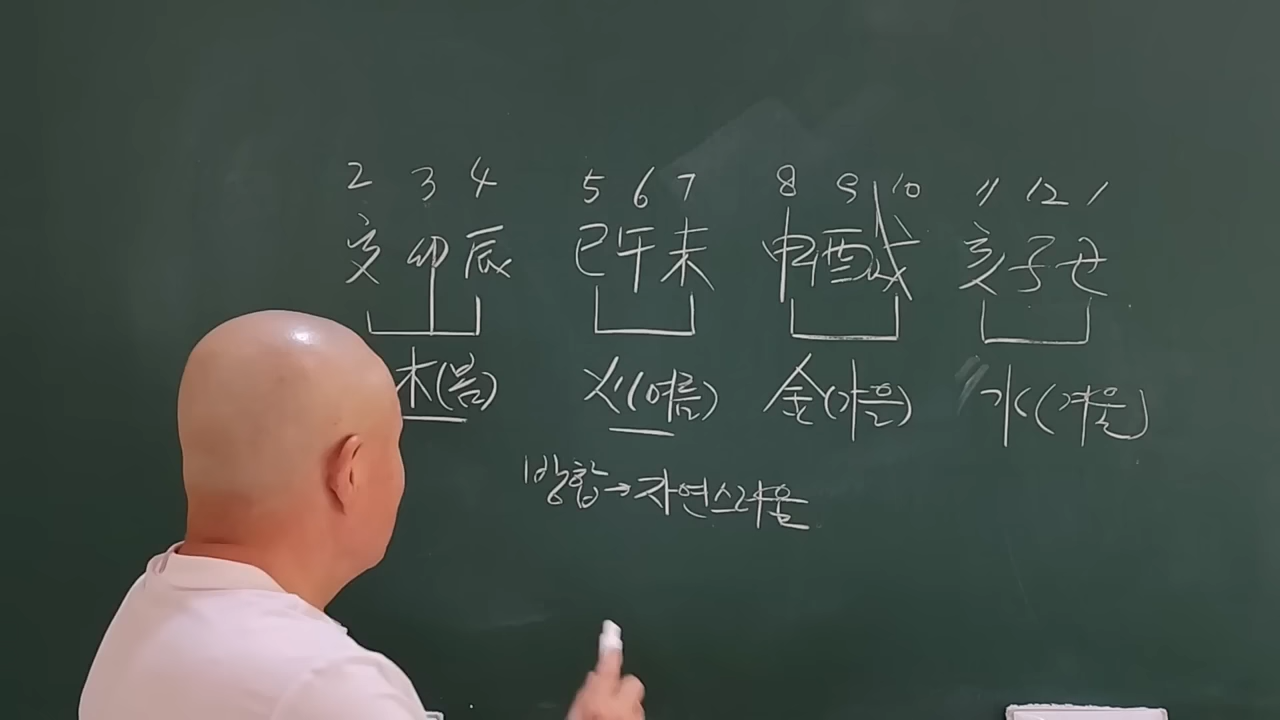 2 3 4 5 6 7 8 9 10 11 12 1
寅卯辰 巳午未 申酉戌 亥子丑
木(봄) 火(여름) 金(가을) 水(겨울)
방합→자연스러움